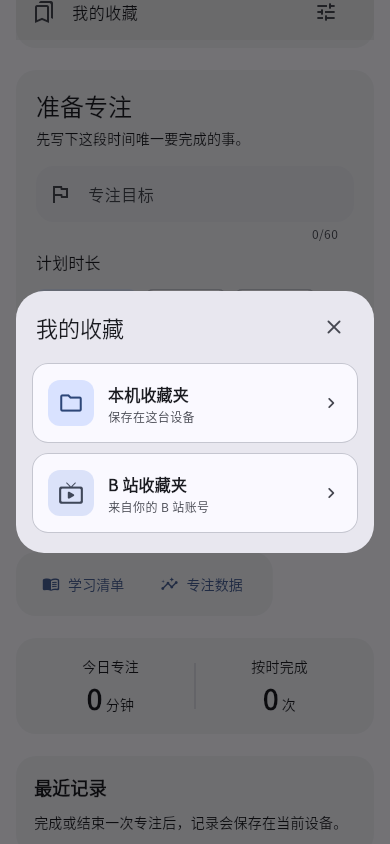 我的收藏
准备专注
先写下这段时间唯一要完成的事。
专注目标
0/60
计划时长
我的收藏
本机收藏夹
保存在这台设备
B 站收藏夹
来自你的 B 站账号
学习清单
专注数据
今日专注
按时完成
0 分钟
0 次
最近记录
完成或结束一次专注后，记录会保存在当前设备。